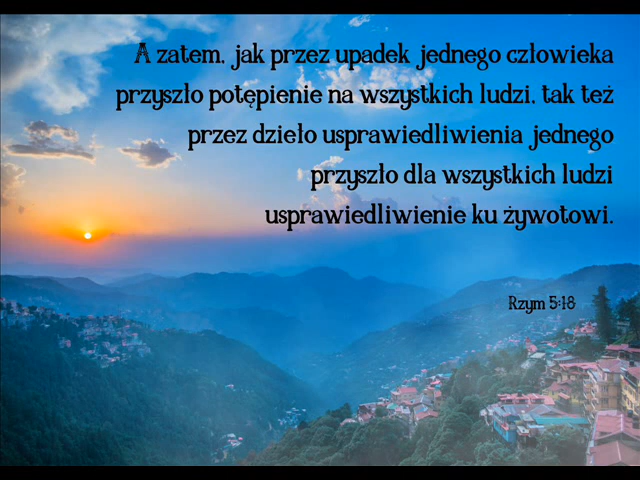 A zatem, jak przez upadek jednego człowieka
przyszło potępienie na wszystkich ludzi, tak też
przez dzieło usprawiedliwienia jednego
przyszło dla wszystkich ludzi
usprawiedliwienie ku żywotowi.
Rzym 5:18